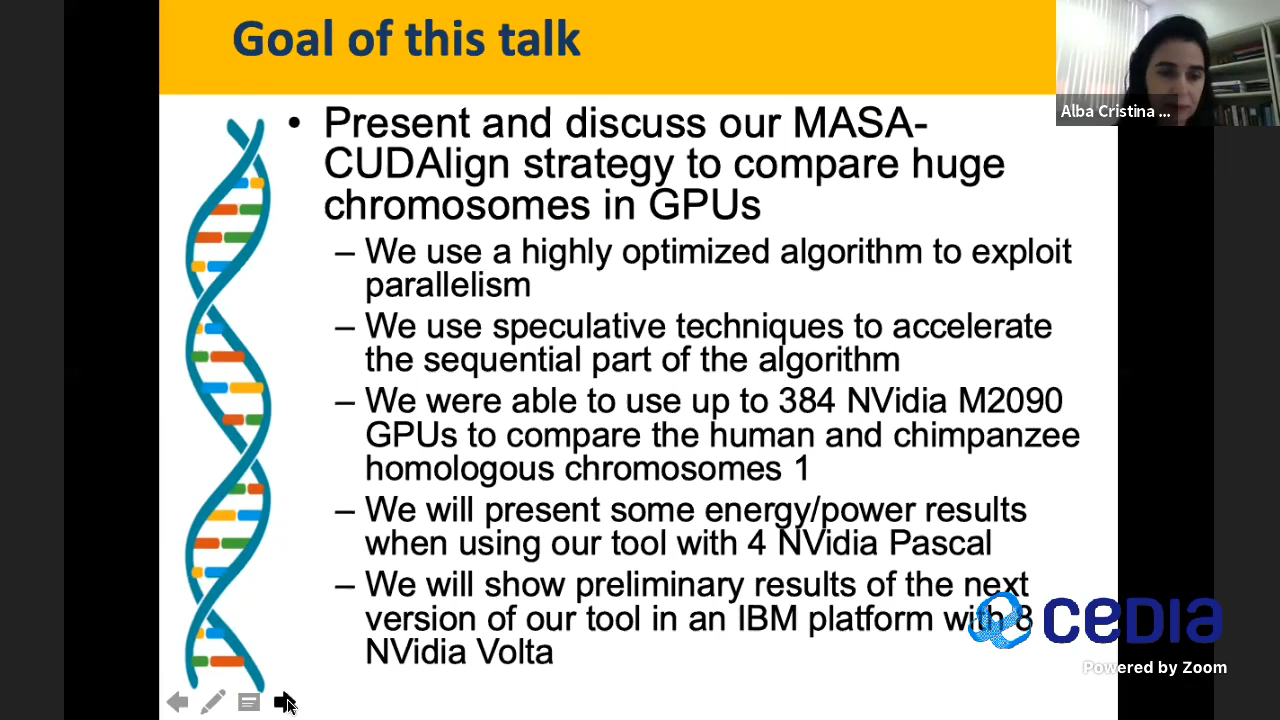 Goal of this talk
Alba Cristina ...
• Present and discuss our MASA-
CUDAlign strategy to compare huge
chromosomes in GPUs
– We use a highly optimized algorithm to exploit
parallelism
– We use speculative techniques to accelerate
the sequential part of the algorithm
– We were able to use up to 384 NVidia M2090
GPUs to compare the human and chimpanzee
homologous chromosomes 1
– We will present some energy/power results
when using our tool with 4 NVidia Pascal
– We will show preliminary results of the next
version of our tool in an IBM platform with 8
NVidia Volta
ceDIA
Powered by Zoom